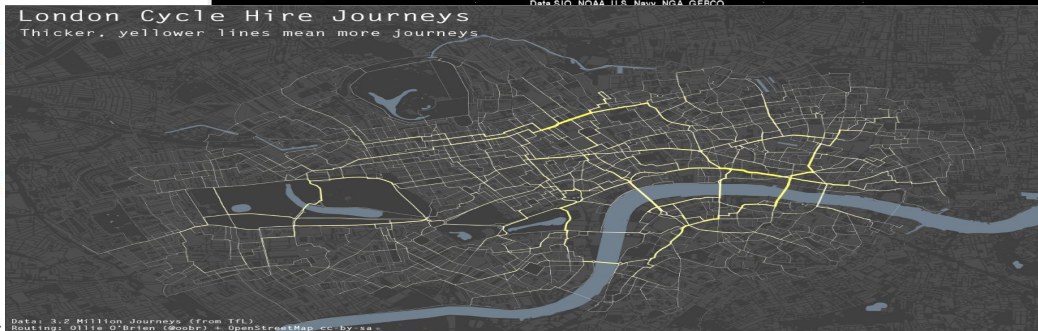 Data SIO, NOAA, U.S. Navy, NGA, GEBCO
London Cycle Hire Journeys
Thicker, yellower lines mean more journeys
Data: 3.2 Million Journeys (from TfL)
Routing: Ollie O'Brien (@oobr) + OpenStreetMap cc-by-sa